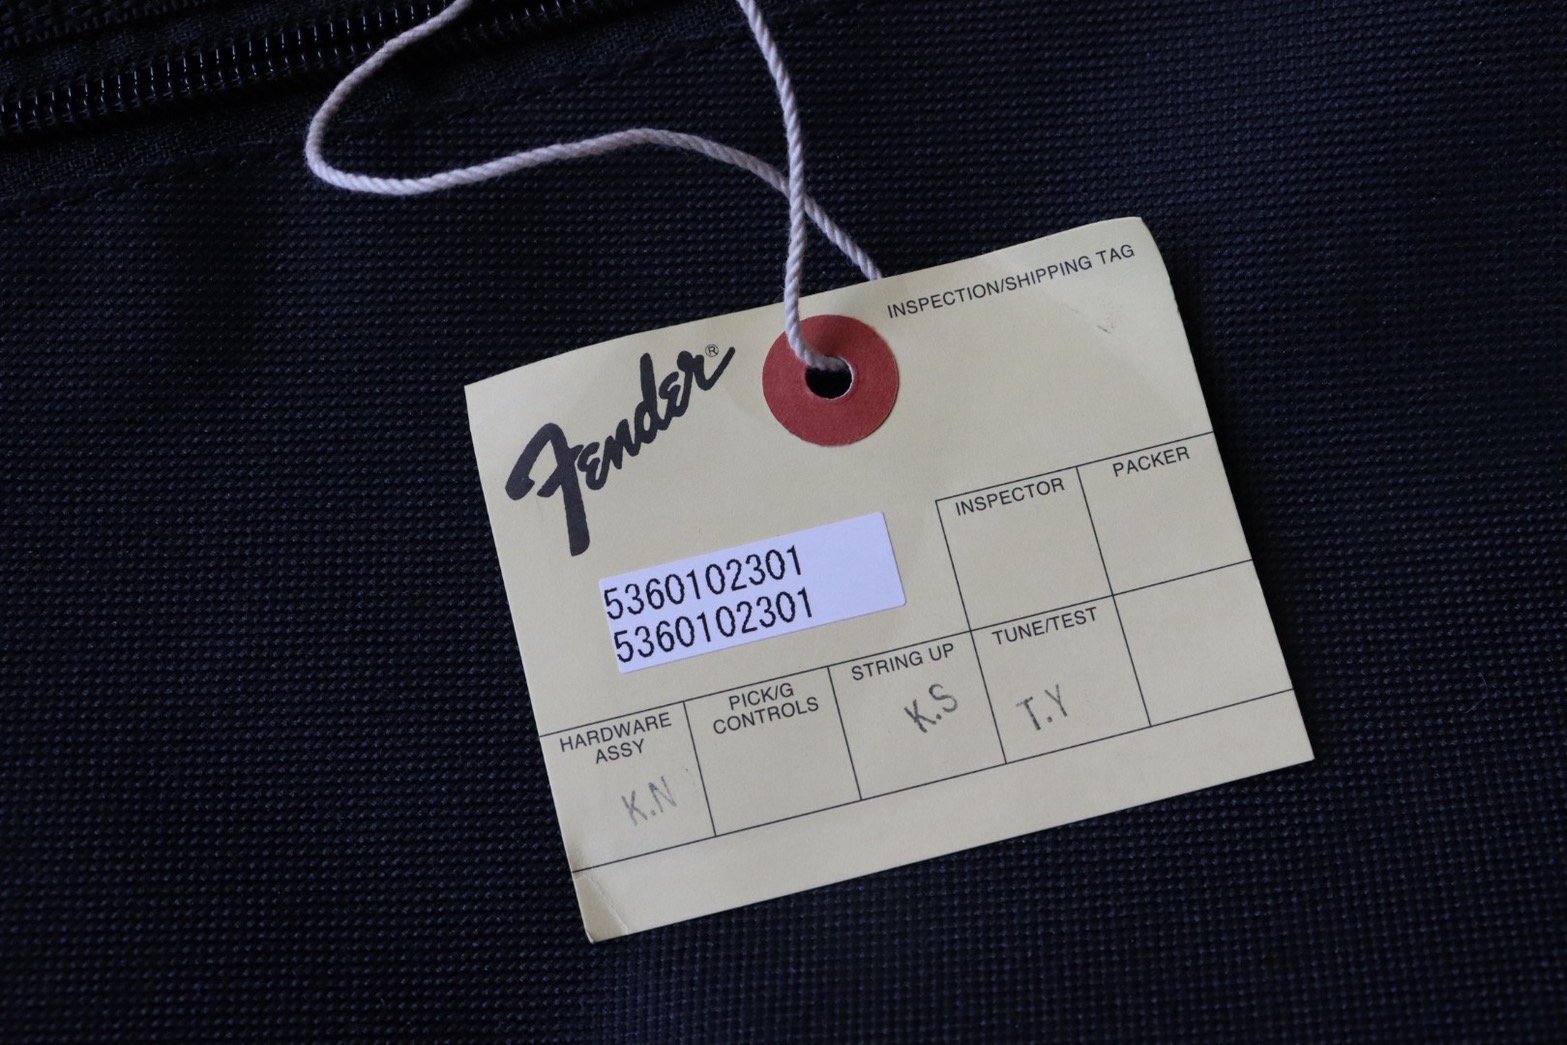 INSPECTION/SHIPPING TAG
Fender®
5360102301
5360102301
INSPECTOR
PACKER
HARDWARE
ASSY
K.N
PICK/G
CONTROLS
STRING UP
K.S
TUNE/TEST
T.Y